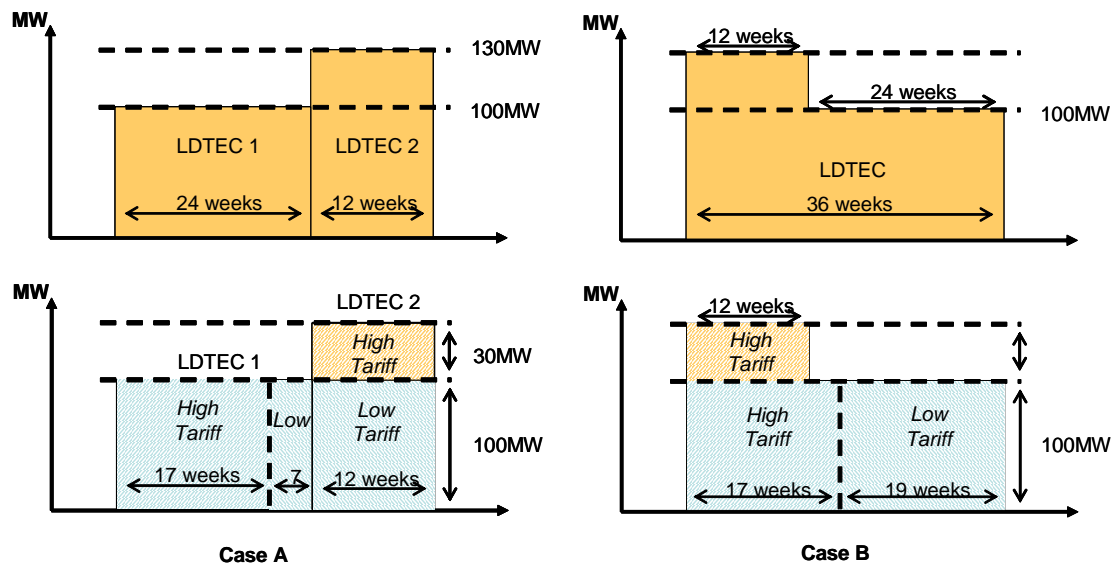 MW
130MW
100MW
LDTEC 1
LDTEC 2
24 weeks
12 weeks
MW
12 weeks
24 weeks
100MW
LDTEC
36 weeks
MW
LDTEC 2
High
Tariff
30MW
LDTEC 1
High
Tariff
Low
Low
Tariff
100MW
17 weeks
7
12 weeks
Case A
MW
12 weeks
High
Tariff
High
Tariff
Low
Tariff
100MW
17 weeks
19 weeks
Case B